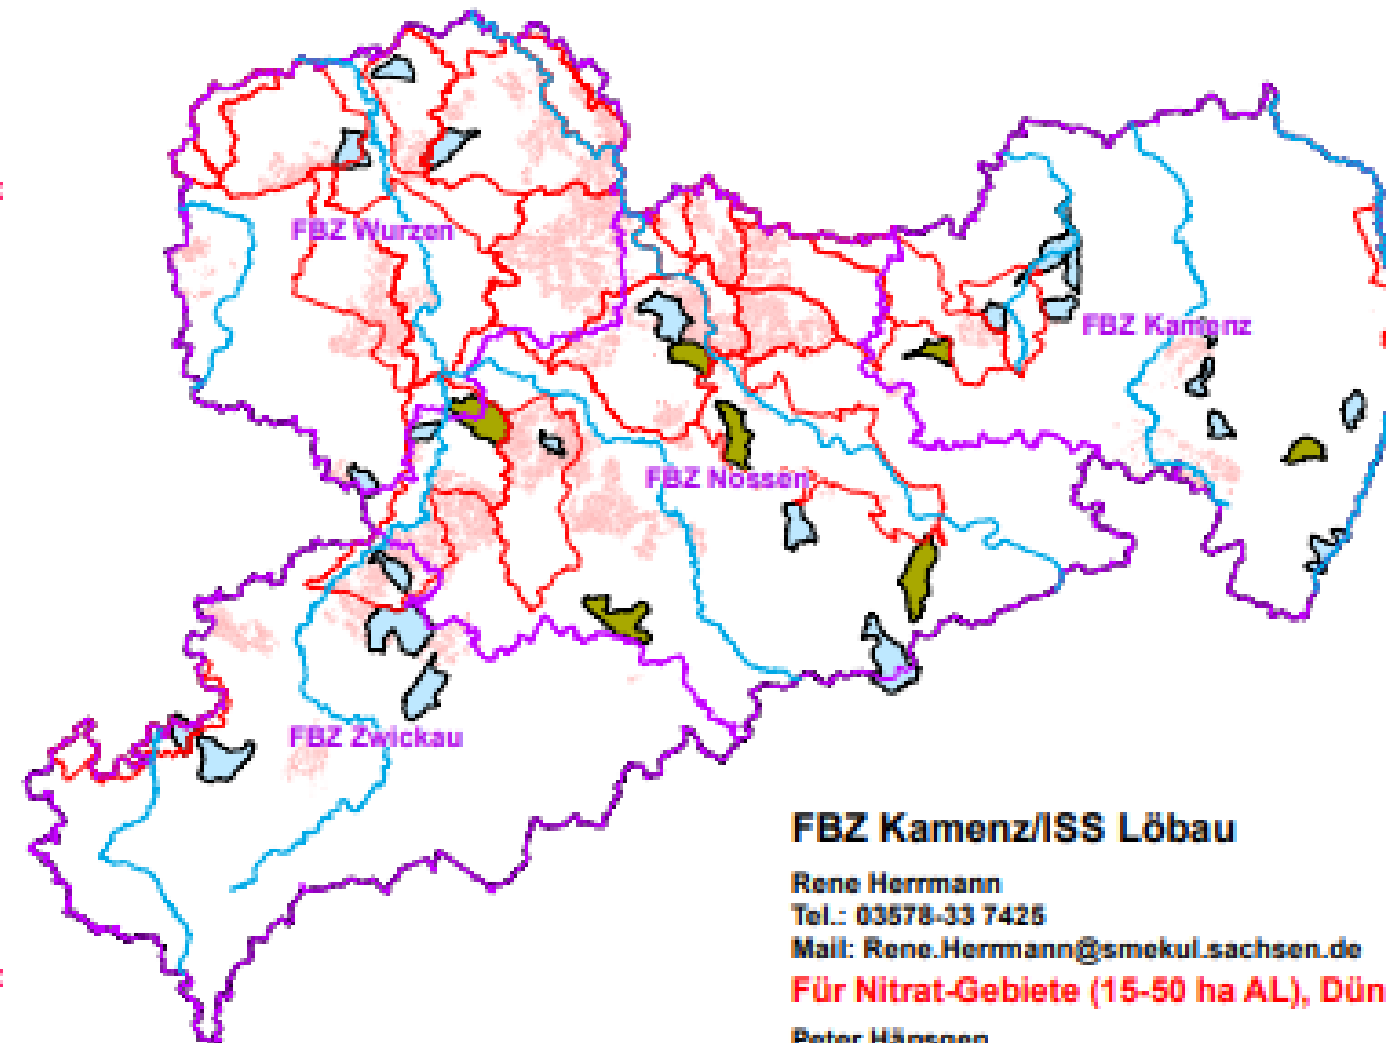 FBZ Wurzen
FBZ Kamenz
FBZ Nossen
FBZ Zwickau
FBZ Kamenz/ISS Löbau
Rene Herrmann
Tel.: 03578-33 7425
Mail: Rene.Herrmann@smekul.sachsen.de
Für Nitrat-Gebiete (15-50 ha AL), Dün
Peter